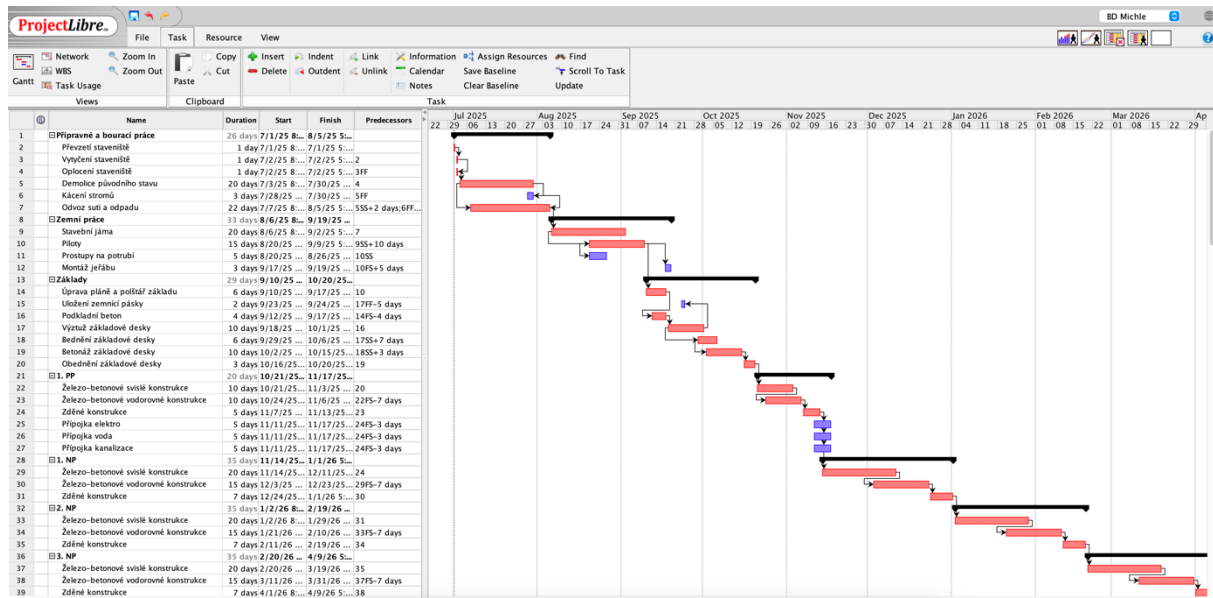 BD Michle
ProjectLibre
File Task Resource View
Network Zoom In Copy Insert Indent Link Information Assign Resources Find
WBS Zoom Out Cut Delete Outdent Unlink Calendar Save Baseline Scroll To Task
Gantt Task Usage Paste Notes Clear Baseline Update
Views Clipboard Task
Name Duration Start Finish Predecessors
Jul 2025 Aug 2025 Sep 2025 Oct 2025 Nov 2025 Dec 2025 Jan 2026 Feb 2026 Mar 2026 Ap
22 29 06 13 20 27 03 10 17 24 31 07 14 21 28 05 12 19 26 02 09 16 23 30 07 14 21 28 04 11 18 25 01 08 15 22 01 08 15 22 29
1 Přípravné a bourací práce 26 days 7/1/25 8:... 8/5/25 5:...
2 Převzetí staveniště 1 day 7/1/25 8:... 7/1/25 5:...
3 Vytyčení staveniště 1 day 7/2/25 8:... 7/2/25 5:... 2
4 Oplocení staveniště 1 day 7/2/25 8:... 7/2/25 5:... 3FF
5 Demolice původního stavu 20 days 7/3/25 8:... 7/30/25 ... 4
6 Kácení stromů 3 days 7/28/25 ... 7/30/25 ... 5FF
7 Odvoz suti a odpadu 22 days 7/7/25 8:... 8/5/25 5:... 5SS+2 days;6FF...
8 Zemní práce 33 days 8/6/25 8:... 9/19/25 ...
9 Stavební jáma 20 days 8/6/25 8:... 9/2/25 5:... 7
10 Piloty 15 days 8/20/25 ... 9/9/25 5:... 9SS+10 days
11 Prostupy na potrubí 5 days 8/20/25 ... 8/26/25 ... 10SS
12 Montáž jeřábu 3 days 9/17/25 ... 9/19/25 ... 10FS+5 days
13 Základy 29 days 9/10/25 ... 10/20/25...
14 Úprava pláně a polštář základu 6 days 9/10/25 ... 9/17/25 ... 10
15 Uložení zemnící pásky 2 days 9/23/25 ... 9/24/25 ... 17FF-5 days
16 Podkladní beton 4 days 9/12/25 ... 9/17/25 ... 14FS-4 days
17 Výztuž základové desky 10 days 9/18/25 ... 10/1/25 ... 16
18 Bednění základové desky 6 days 9/29/25 ... 10/6/25 ... 17SS+7 days
19 Betonáž základové desky 10 days 10/2/25 ... 10/15/25... 18SS+3 days
20 Obednění základové desky 3 days 10/16/25... 10/20/25... 19
21 1. PP 20 days 10/21/25... 11/17/25...
22 Železo-betonové svislé konstrukce 10 days 10/21/25... 11/3/25 ... 20
23 Železo-betonové vodorovné konstrukce 10 days 10/24/25... 11/6/25 ... 22FS-7 days
24 Zděné konstrukce 5 days 11/7/25 ... 11/13/25... 23
25 Přípojka elektro 5 days 11/11/25... 11/17/25... 24FS-3 days
26 Přípojka voda 5 days 11/11/25... 11/17/25... 24FS-3 days
27 Přípojka kanalizace 5 days 11/11/25... 11/17/25... 24FS-3 days
28 1. NP 35 days 11/14/25... 1/1/26 5:...
29 Železo-betonové svislé konstrukce 20 days 11/14/25... 12/11/25... 24
30 Železo-betonové vodorovné konstrukce 15 days 12/3/25 ... 12/23/25... 29FS-7 days
31 Zděné konstrukce 7 days 12/24/25... 1/1/26 5:... 30
32 2. NP 35 days 1/2/26 8:... 2/19/26 ...
33 Železo-betonové svislé konstrukce 20 days 1/2/26 8:... 1/29/26 ... 31
34 Železo-betonové vodorovné konstrukce 15 days 1/21/26 ... 2/10/26 ... 33FS-7 days
35 Zděné konstrukce 7 days 2/11/26 ... 2/19/26 ... 34
36 3. NP 35 days 2/20/26 ... 4/9/26 5:...
37 Železo-betonové svislé konstrukce 20 days 2/20/26 ... 3/19/26 ... 35
38 Železo-betonové vodorovné konstrukce 15 days 3/11/26 ... 3/31/26 ... 37FS-7 days
39 Zděné konstrukce 7 days 4/1/26 8:... 4/9/26 5:... 38